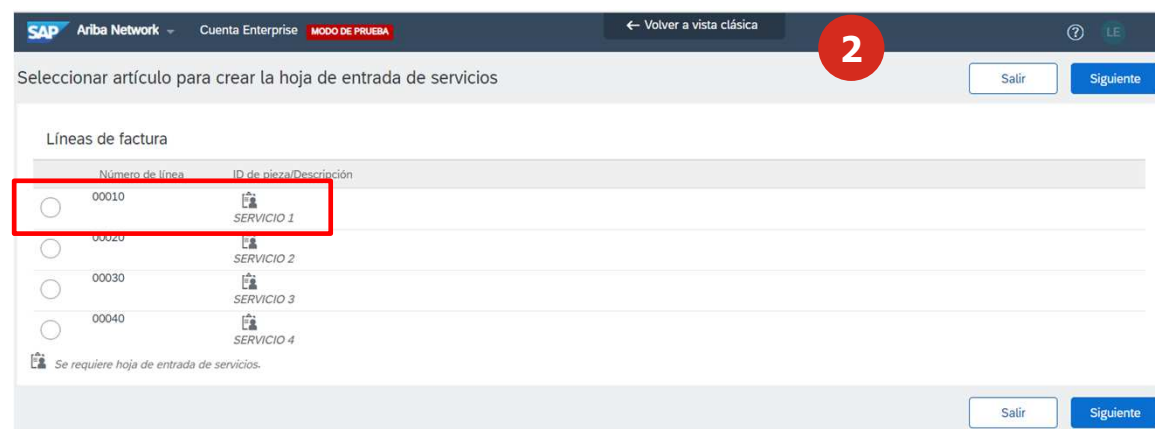 SAP Ariba Network Cuenta Enterprise MODO DE PRUEBA ← Volver a vista clásica 2 ? LE
Seleccionar artículo para crear la hoja de entrada de servicios Salir Siguiente
Líneas de factura
Número de línea ID de pieza/Descripción
00010
SERVICIO 1
00020
SERVICIO 2
00030
SERVICIO 3
00040
SERVICIO 4
Se requiere hoja de entrada de servicios.
Salir Siguiente